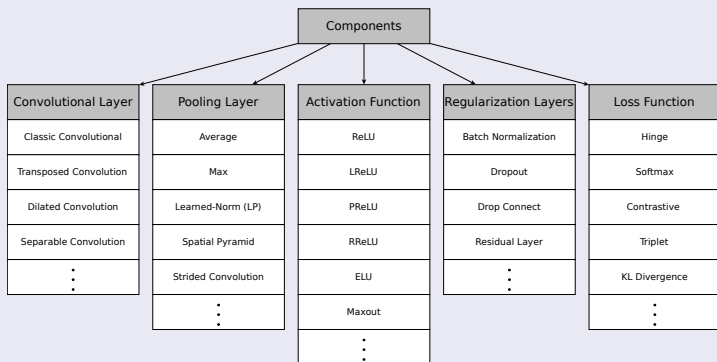 Components
Convolutional Layer
Classic Convolutional
Transposed Convolution
Dilated Convolution
Separable Convolution
Pooling Layer
Average
Max
Learned-Norm (LP)
Spatial Pyramid
Strided Convolution
Activation Function
ReLU
LReLU
PReLU
RReLU
ELU
Maxout
Regularization Layers
Batch Normalization
Dropout
Drop Connect
Residual Layer
Loss Function
Hinge
Softmax
Contrastive
Triplet
KL Divergence